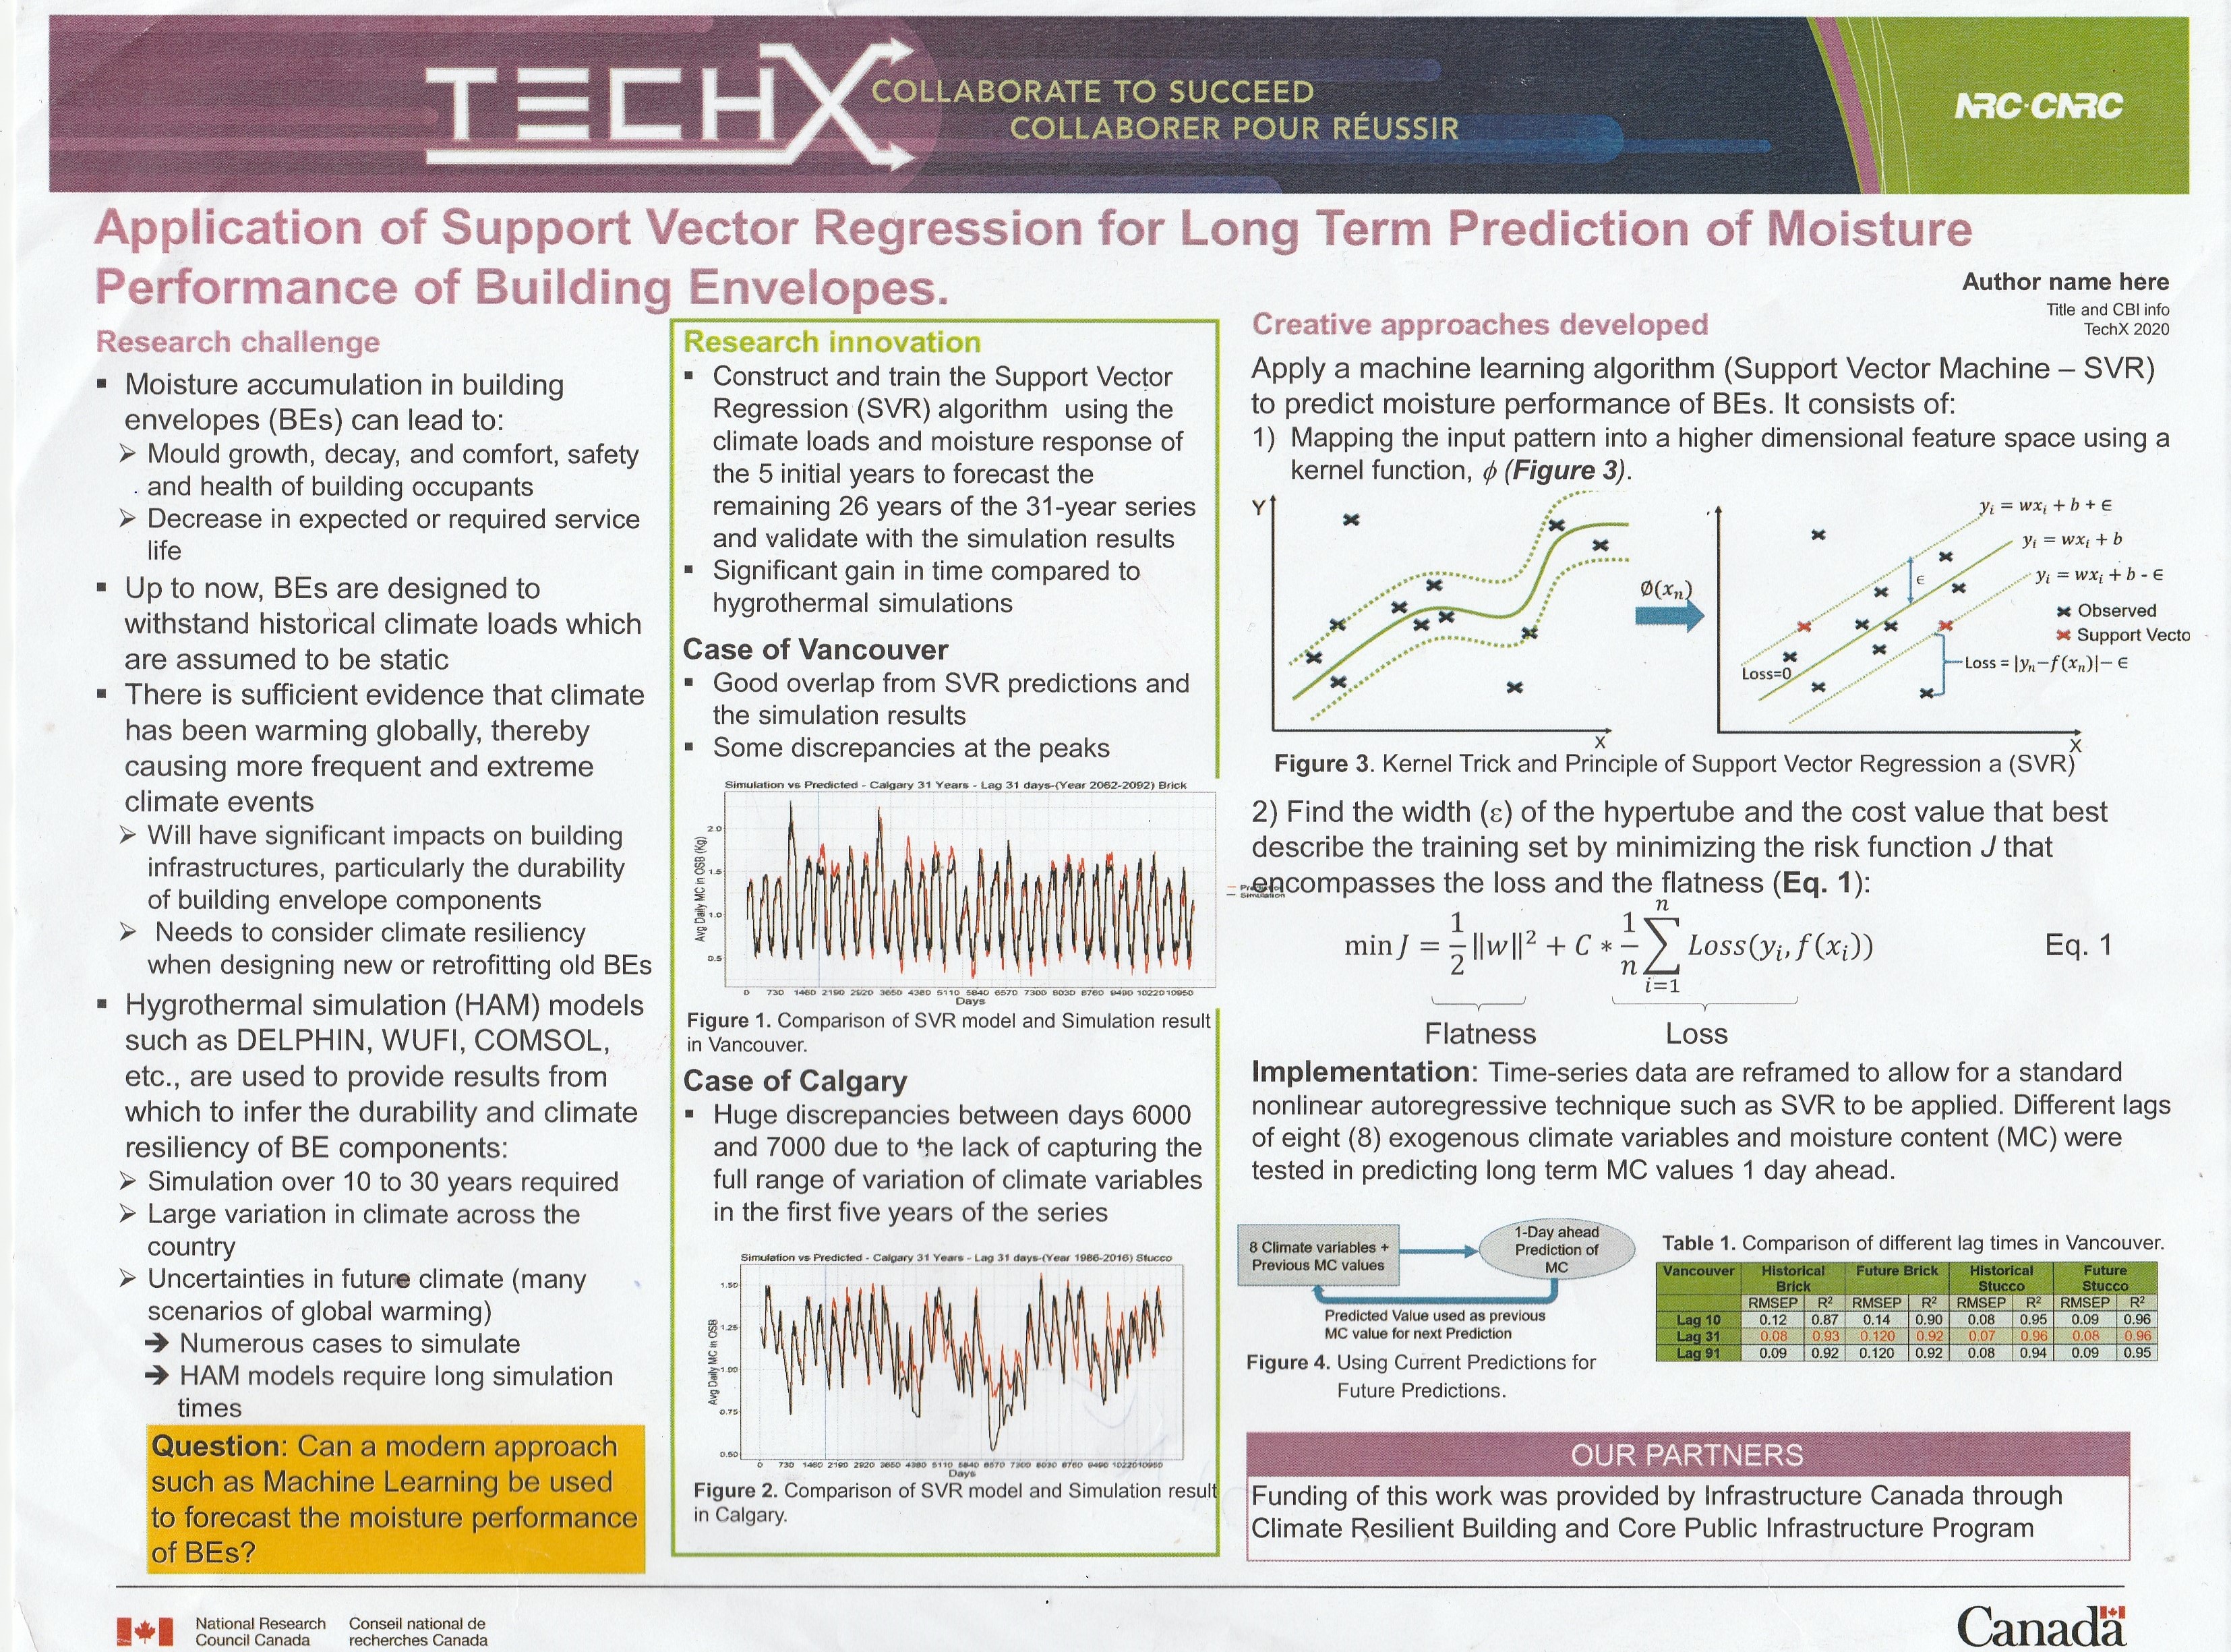 TECHX
COLLABORATE TO SUCCEED
COLLABORER POUR RÉUSSIR
NRC·CNRC
Application of Support Vector Regression for Long Term Prediction of Moisture
Performance of Building Envelopes.
Author name here
Title and CBI info
TechX 2020
Research challenge
▪ Moisture accumulation in building
envelopes (BEs) can lead to:
➢ Mould growth, decay, and comfort, safety
and health of building occupants
➢ Decrease in expected or required service
life
▪ Up to now, BEs are designed to
withstand historical climate loads which
are assumed to be static
▪ There is sufficient evidence that climate
has been warming globally, thereby
causing more frequent and extreme
climate events
➢ Will have significant impacts on building
infrastructures, particularly the durability
of building envelope components
➢ Needs to consider climate resiliency
when designing new or retrofitting old BEs
▪ Hygrothermal simulation (HAM) models
such as DELPHIN, WUFI, COMSOL,
etc., are used to provide results from
which to infer the durability and climate
resiliency of BE components:
➢ Simulation over 10 to 30 years required
➢ Large variation in climate across the
country
➢ Uncertainties in future climate (many
scenarios of global warming)
➔ Numerous cases to simulate
➔ HAM models require long simulation
times
Question: Can a modern approach
such as Machine Learning be used
to forecast the moisture performance
of BEs?
Research innovation
▪ Construct and train the Support Vector
Regression (SVR) algorithm using the
climate loads and moisture response of
the 5 initial years to forecast the
remaining 26 years of the 31-year series
and validate with the simulation results
▪ Significant gain in time compared to
hygrothermal simulations
Case of Vancouver
▪ Good overlap from SVR predictions and
the simulation results
▪ Some discrepancies at the peaks
Simulation vs Predicted - Calgary 31 Years - Lag 31 days-(Year 2062-2092) Brick
Avg Daily MC in OSB (Kg)
2.0
1.5
1.0
0.5
0 730 1460 2190 2920 3650 4380 5110 5840 6570 7300 8030 8760 9490 10220 10950
Days
Prediction
Simulation
Figure 1. Comparison of SVR model and Simulation result
in Vancouver.
Case of Calgary
▪ Huge discrepancies between days 6000
and 7000 due to the lack of capturing the
full range of variation of climate variables
in the first five years of the series
Simulation vs Predicted - Calgary 31 Years - Lag 31 days-(Year 1986-2016) Stucco
Avg Daily MC in OSB
1.50
1.25
1.00
0.75
0.50
0 730 1460 2190 2920 3650 4380 5110 5840 6570 7300 8030 8760 9490 10220 10950
Days
Figure 2. Comparison of SVR model and Simulation result
in Calgary.
Creative approaches developed
Apply a machine learning algorithm (Support Vector Machine – SVR)
to predict moisture performance of BEs. It consists of:
1) Mapping the input pattern into a higher dimensional feature space using a
kernel function, ϕ (Figure 3).
Y
X
Ø(xₙ)
yᵢ = wxᵢ + b + ϵ
yᵢ = wxᵢ + b
yᵢ = wxᵢ + b - ϵ
ϵ
Observed
Support Vecto
Loss = |yₙ−f(xₙ)|− ϵ
Loss=0
X
Figure 3. Kernel Trick and Principle of Support Vector Regression a (SVR)
2) Find the width (ε) of the hypertube and the cost value that best
describe the training set by minimizing the risk function J that
encompasses the loss and the flatness (Eq. 1):
min J = 1/2 ||w||² + C * 1/n ∑ᵢ₌₁ⁿ Loss(yᵢ, f(xᵢ)) Eq. 1
Flatness Loss
Implementation: Time-series data are reframed to allow for a standard
nonlinear autoregressive technique such as SVR to be applied. Different lags
of eight (8) exogenous climate variables and moisture content (MC) were
tested in predicting long term MC values 1 day ahead.
8 Climate variables +
Previous MC values
1-Day ahead
Prediction of
MC
Predicted Value used as previous
MC value for next Prediction
Figure 4. Using Current Predictions for
Future Predictions.
Table 1. Comparison of different lag times in Vancouver.
Vancouver Historical Brick Future Brick Historical Stucco Future Stucco
RMSEP R² RMSEP R² RMSEP R² RMSEP R²
Lag 10 0.12 0.87 0.14 0.90 0.08 0.95 0.09 0.96
Lag 31 0.08 0.93 0.120 0.92 0.07 0.96 0.08 0.96
Lag 91 0.09 0.92 0.120 0.92 0.08 0.94 0.09 0.95
OUR PARTNERS
Funding of this work was provided by Infrastructure Canada through
Climate Resilient Building and Core Public Infrastructure Program
National Research
Council Canada
Conseil national de
recherches Canada
Canada